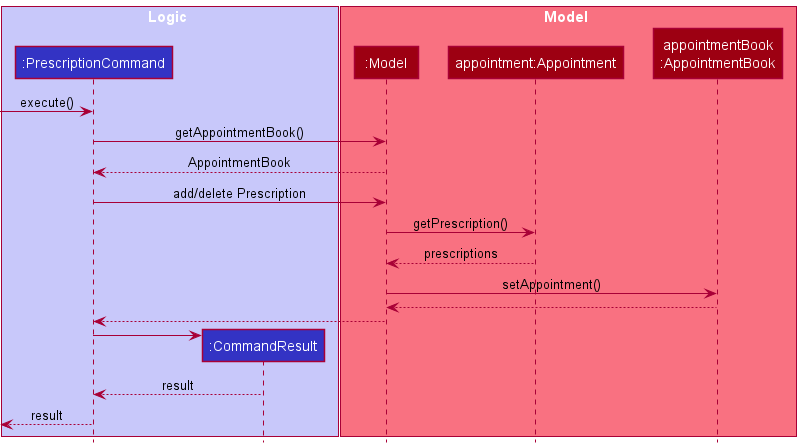 Logic
Model
:PrescriptionCommand
:Model
appointment:Appointment
appointmentBook
:AppointmentBook
execute()
getAppointmentBook()
AppointmentBook
add/delete Prescription
getPrescription()
prescriptions
setAppointment()
:CommandResult
result
result